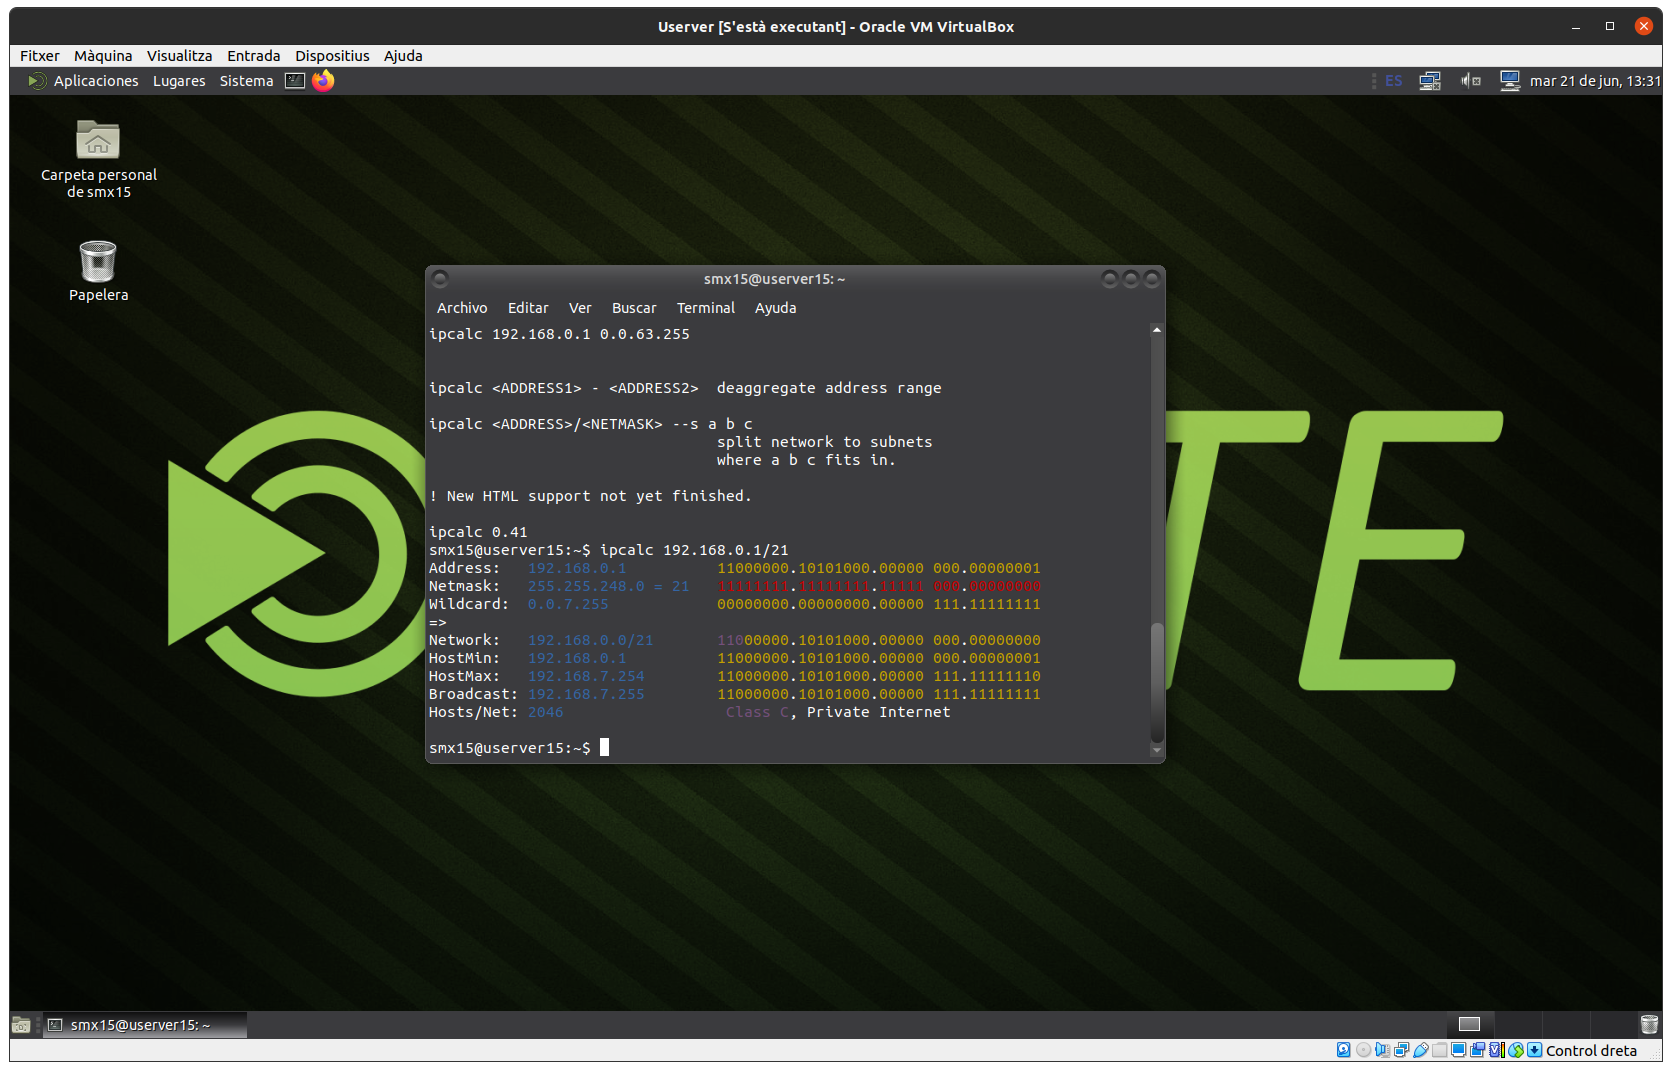 Userver [S'està executant] - Oracle VM VirtualBox
Fitxer Màquina Visualitza Entrada Dispositius Ajuda
Aplicaciones Lugares Sistema ES mar 21 de jun, 13:31
Carpeta personal
de smx15
Papelera
smx15@userver15: ~
Archivo Editar Ver Buscar Terminal Ayuda
ipcalc 192.168.0.1 0.0.63.255
ipcalc <ADDRESS1> - <ADDRESS2>  deaggregate address range
ipcalc <ADDRESS>/<NETMASK> --s a b c
split network to subnets
where a b c fits in.
! New HTML support not yet finished.
ipcalc 0.41
smx15@userver15:~$ ipcalc 192.168.0.1/21
Address:   192.168.0.1          11000000.10101000.00000 000.00000001
Netmask:   255.255.248.0 = 21   11111111.11111111.11111 000.00000000
Wildcard:  0.0.7.255            00000000.00000000.00000 111.11111111
=>
Network:   192.168.0.0/21       11000000.10101000.00000 000.00000000
HostMin:   192.168.0.1          11000000.10101000.00000 000.00000001
HostMax:   192.168.7.254        11000000.10101000.00000 111.11111110
Broadcast: 192.168.7.255        11000000.10101000.00000 111.11111111
Hosts/Net: 2046                  Class C, Private Internet
smx15@userver15:~$
TE
smx15@userver15: ~
Control dreta